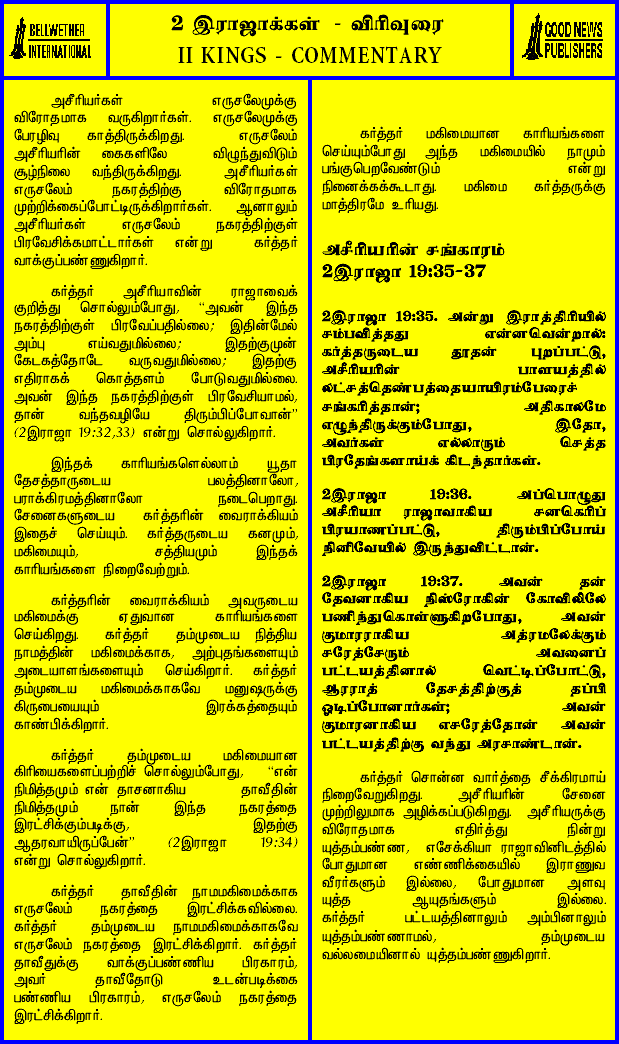 BELLWETHER
INTERNATIONAL
2 இராஜாக்கள் - விரிவுரை
II KINGS - COMMENTARY
GOOD NEWS
PUBLISHERS
அசீரியர்கள் எருசலேமுக்கு
விரோதமாக வருகிறார்கள். எருசலேமுக்கு
பேரழிவு காத்திருக்கிறது. எருசலேம்
அசீரியரின் கைகளிலே விழுந்துவிடும்
சூழ்நிலை வந்திருக்கிறது. அசீரியர்கள்
எருசலேம் நகரத்திற்கு விரோதமாக
முற்றிக்கைப்போட்டிருக்கிறார்கள். ஆனாலும்
அசீரியர்கள் எருசலேம் நகரத்திற்குள்
பிரவேசிக்கமாட்டார்கள் என்று கர்த்தர்
வாக்குப்பண்ணுகிறார்.
கர்த்தர் அசீரியாவின் ராஜாவைக்
குறித்து சொல்லும்போது, “அவன் இந்த
நகரத்திற்குள் பிரவேப்பதில்லை; இதின்மேல்
அம்பு எய்வதுமில்லை; இதற்குமுன்
கேடகத்தோடே வருவதுமில்லை; இதற்கு
எதிராகக் கொத்தளம் போடுவதுமில்லை.
அவன் இந்த நகரத்திற்குள் பிரவேசியாமல்,
தான் வந்தவழியே திரும்பிப்போவான்”
(2இராஜா 19:32,33) என்று சொல்லுகிறார்.
இந்தக் காரியங்களெல்லாம் யூதா
தேசத்தாருடைய பலத்தினாலோ,
பராக்கிரமத்தினாலோ நடைபெறாது.
சேனைகளுடைய கர்த்தரின் வைராக்கியம்
இதைச் செய்யும். கர்த்தருடைய கனமும்,
மகிமையும், சத்தியமும் இந்தக்
காரியங்களை நிறைவேற்றும்.
கர்த்தரின் வைராக்கியம் அவருடைய
மகிமைக்கு ஏதுவான காரியங்களை
செய்கிறது. கர்த்தர் தம்முடைய நித்திய
நாமத்தின் மகிமைக்காக, அற்புதங்களையும்
அடையாளங்களையும் செய்கிறார். கர்த்தர்
தம்முடைய மகிமைக்காகவே மனுஷருக்கு
கிருபையையும் இரக்கத்தையும்
காண்பிக்கிறார்.
கர்த்தர் தம்முடைய மகிமையான
கிரியைகளைப்பற்றிச் சொல்லும்போது, “என்
நிமித்தமும் என் தாசனாகிய தாவீதின்
நிமித்தமும் நான் இந்த நகரத்தை
இரட்சிக்கும்படிக்கு, இதற்கு
ஆதரவாயிருப்பேன்” (2இராஜா 19:34)
என்று சொல்லுகிறார்.
கர்த்தர் தாவீதின் நாமமகிமைக்காக
எருசலேம் நகரத்தை இரட்சிக்கவில்லை.
கர்த்தர் தம்முடைய நாமமகிமைக்காகவே
எருசலேம் நகரத்தை இரட்சிக்கிறார். கர்த்தர்
தாவீதுக்கு வாக்குப்பண்ணிய பிரகாரம்,
அவர் தாவீதோடு உடன்படிக்கை
பண்ணிய பிரகாரம், எருசலேம் நகரத்தை
இரட்சிக்கிறார்.
கர்த்தர் மகிமையான காரியங்களை
செய்யும்போது அந்த மகிமையில் நாமும்
பங்குபெறவேண்டும் என்று
நினைக்கக்கூடாது. மகிமை கர்த்தருக்கு
மாத்திரமே உரியது.
அசீரியரின் சங்காரம்
2இராஜா 19:35-37
2இராஜா 19:35. அன்று இராத்திரியில்
சம்பவித்தது என்னவென்றால்:
கர்த்தருடைய தூதன் புறப்பட்டு,
அசீரியரின் பாளயத்தில்
லட்சத்தெண்பத்தையாயிரம்பேரைச்
சங்கரித்தான்; அதிகாலமே
எழுந்திருக்கும்போது, இதோ,
அவர்கள் எல்லாரும் செத்த
பிரதேங்களாய்க் கிடந்தார்கள்.
2இராஜா 19:36. அப்பொழுது
அசீரியா ராஜாவாகிய சனகெரிப்
பிரயாணப்பட்டு, திரும்பிப்போய்
நினிவேயில் இருந்துவிட்டான்.
2இராஜா 19:37. அவன் தன்
தேவனாகிய நிஸ்ரோகின் கோவிலிலே
பணிந்துகொள்ளுகிறபோது, அவன்
குமாரராகிய அத்ரமலேக்கும்
சரேத்சேரும் அவனைப்
பட்டயத்தினால் வெட்டிப்போட்டு,
ஆரராத் தேசத்திற்குத் தப்பி
ஓடிப்போனார்கள்; அவன்
குமாரனாகிய எசரேத்தோன் அவன்
பட்டயத்திற்கு வந்து அரசாண்டான்.
கர்த்தர் சொன்ன வார்த்தை சீக்கிரமாய்
நிறைவேறுகிறது. அசீரியரின் சேனை
முற்றிலுமாக அழிக்கப்படுகிறது. அசீரியருக்கு
விரோதமாக எதிர்த்து நின்று
யுத்தம்பண்ண, எசேக்கியா ராஜாவினிடத்தில்
போதுமான எண்ணிக்கையில் இராணுவ
வீரர்களும் இல்லை, போதுமான அளவு
யுத்த ஆயுதங்களும் இல்லை.
கர்த்தர் பட்டயத்தினாலும் அம்பினாலும்
யுத்தம்பண்ணாமல், தம்முடைய
வல்லமையினால் யுத்தம்பண்ணுகிறார்.